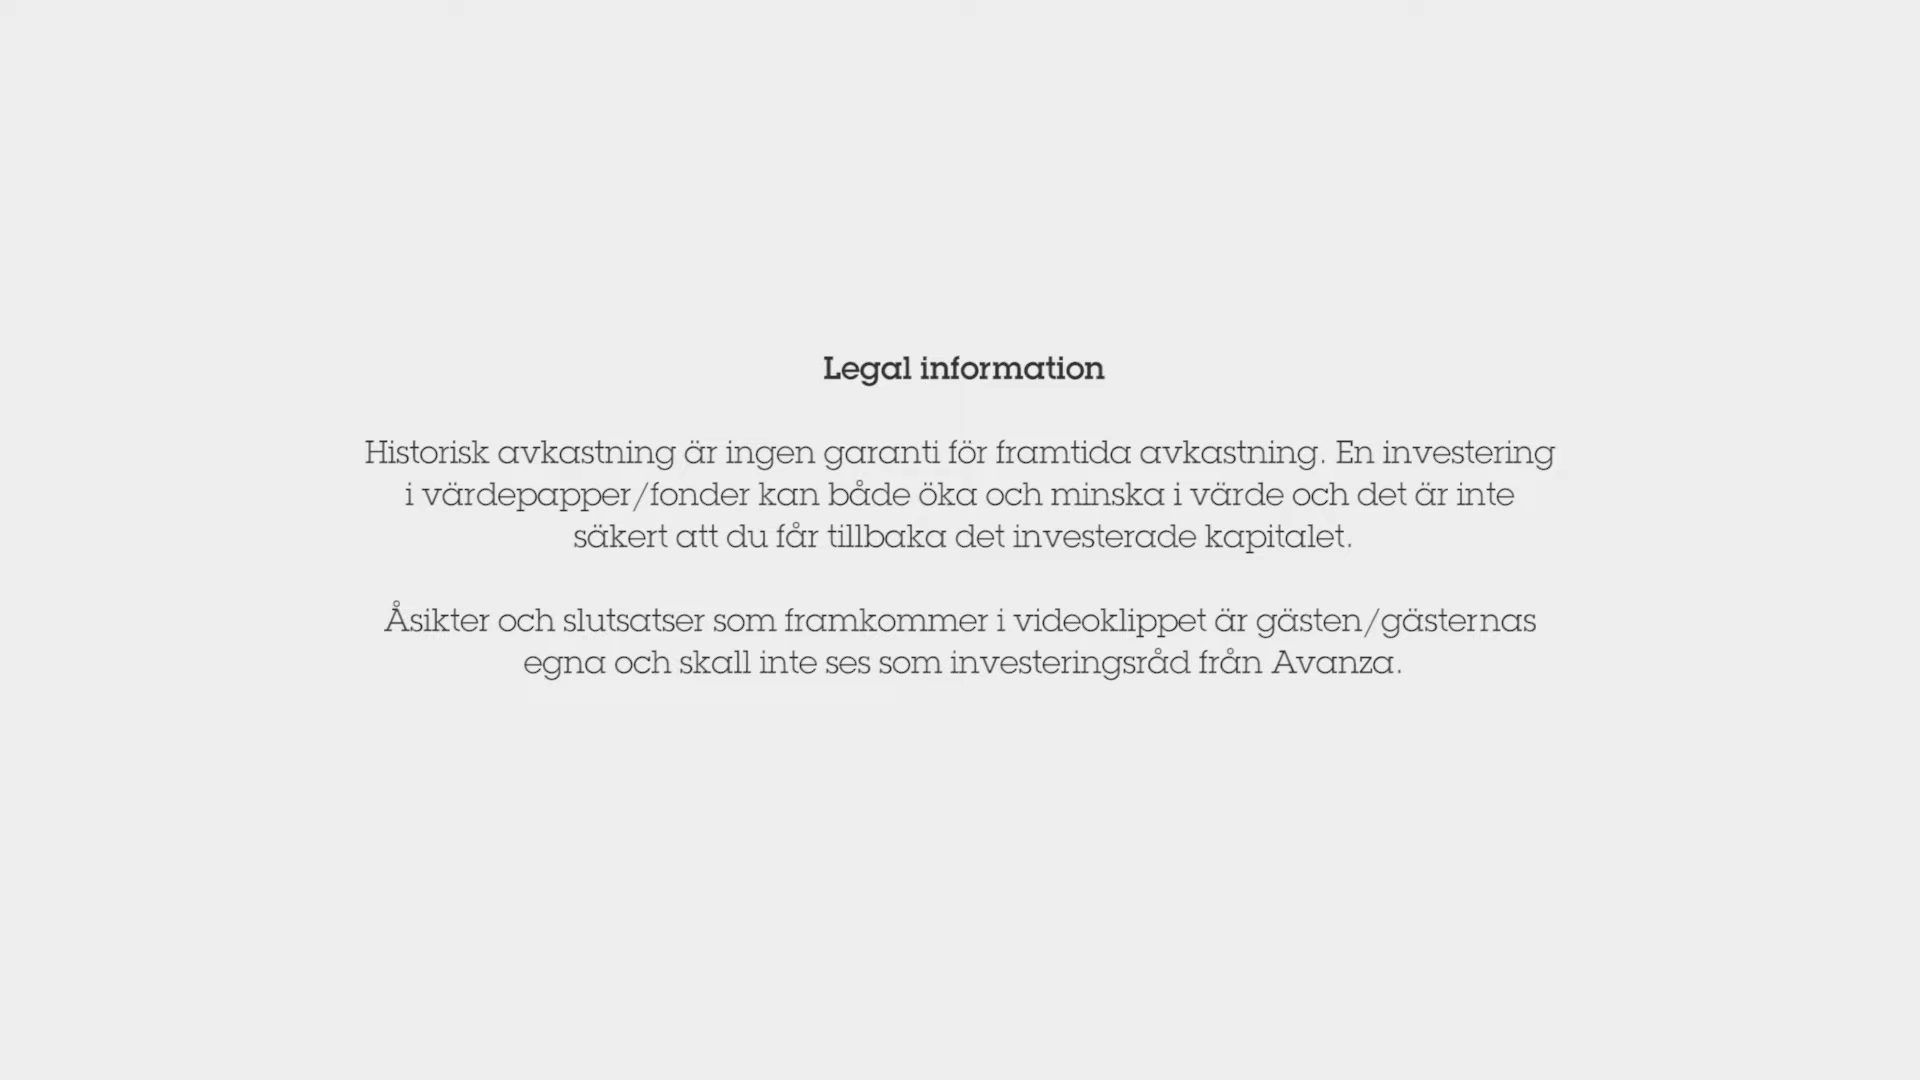 Legal information
Historisk avkastning är ingen garanti för framtida avkastning. En investering
i värdepapper/fonder kan både öka och minska i värde och det är inte
säkert att du får tillbaka det investerade kapitalet.
Åsikter och slutsatser som framkommer i videoklippet är gästen/gästernas
egna och skall inte ses som investeringsråd från Avanza.